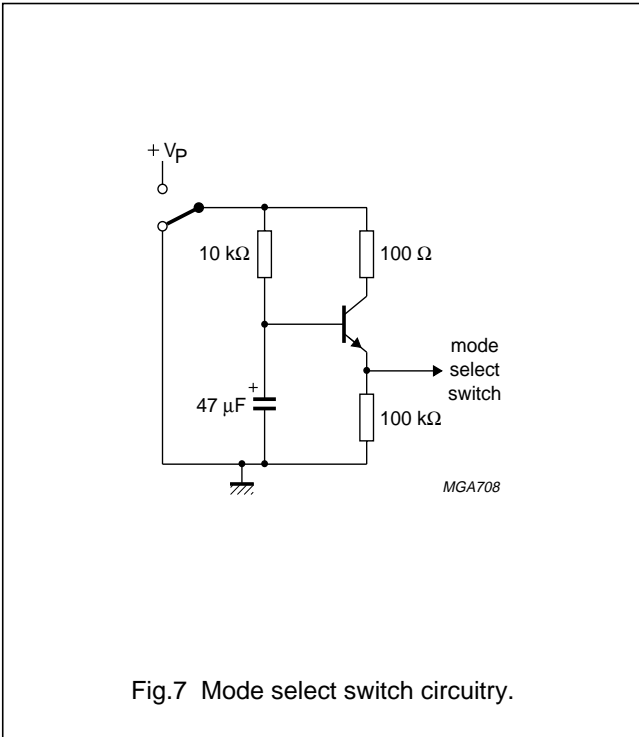 + VP
10 kΩ
100 Ω
mode
select
switch
+
47 μF
100 kΩ
MGA708
Fig.7 Mode select switch circuitry.